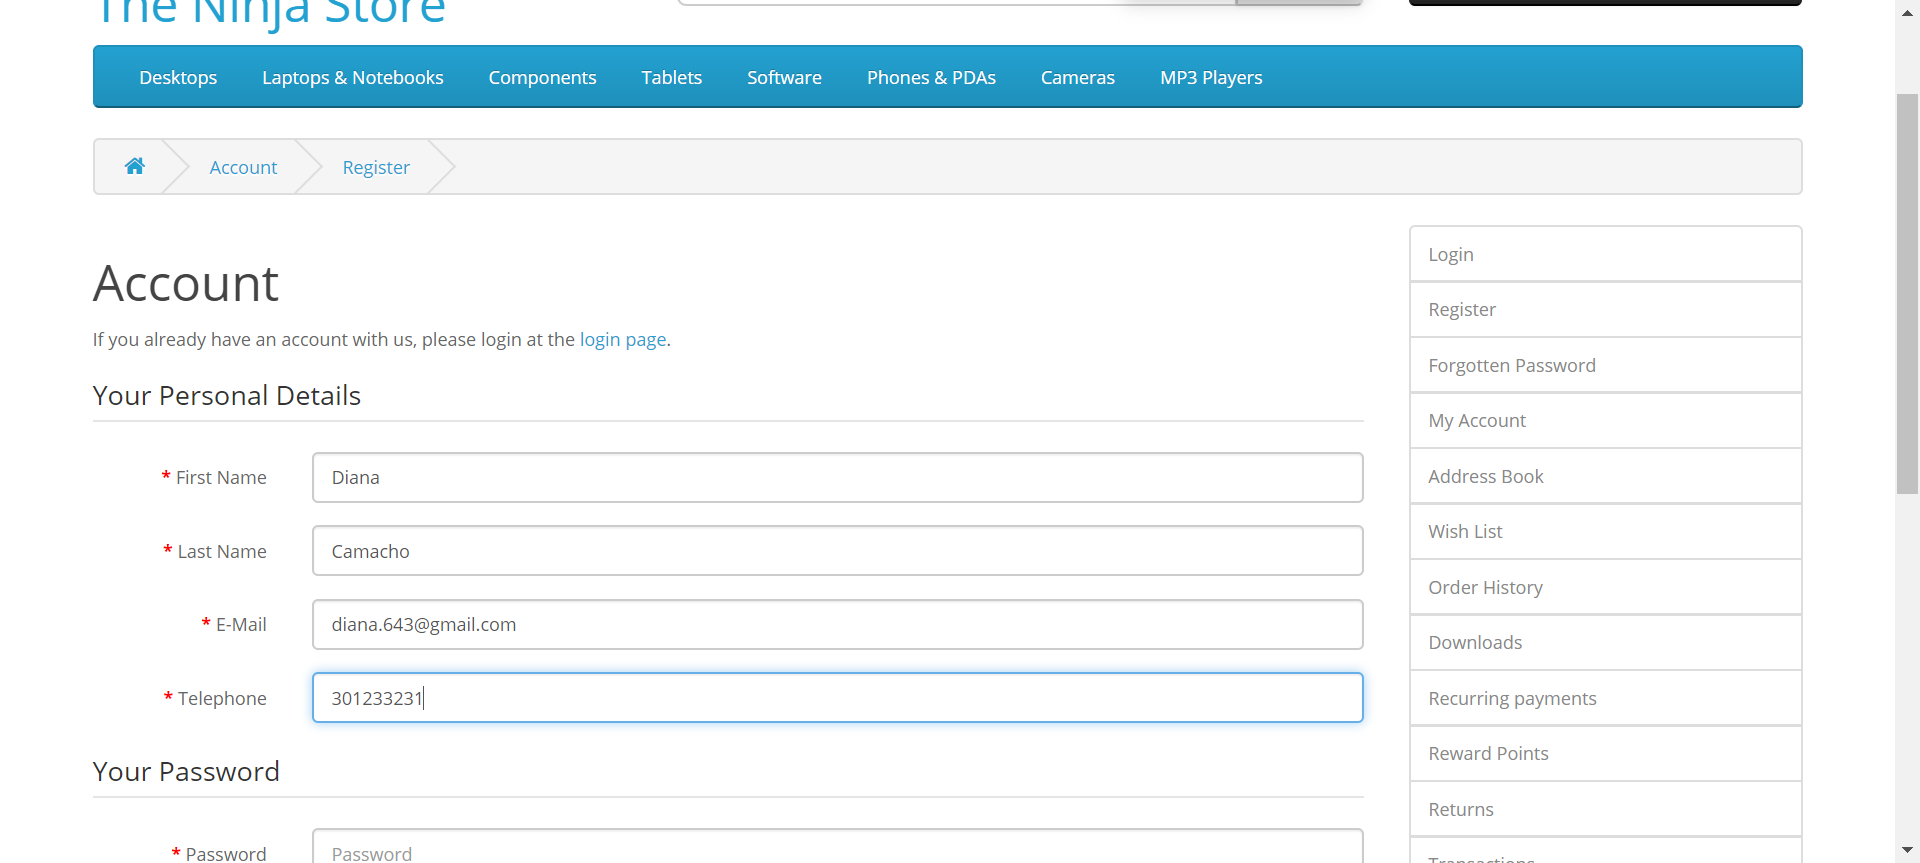 The Ninja Store
Desktops Laptops & Notebooks Components Tablets Software Phones & PDAs Cameras MP3 Players
Account Register
Account
If you already have an account with us, please login at the login page.
Your Personal Details
* First Name Diana
* Last Name Camacho
* E-Mail diana.643@gmail.com
* Telephone 301233231
Your Password
* Password Password
Login
Register
Forgotten Password
My Account
Address Book
Wish List
Order History
Downloads
Recurring payments
Reward Points
Returns
Transactions